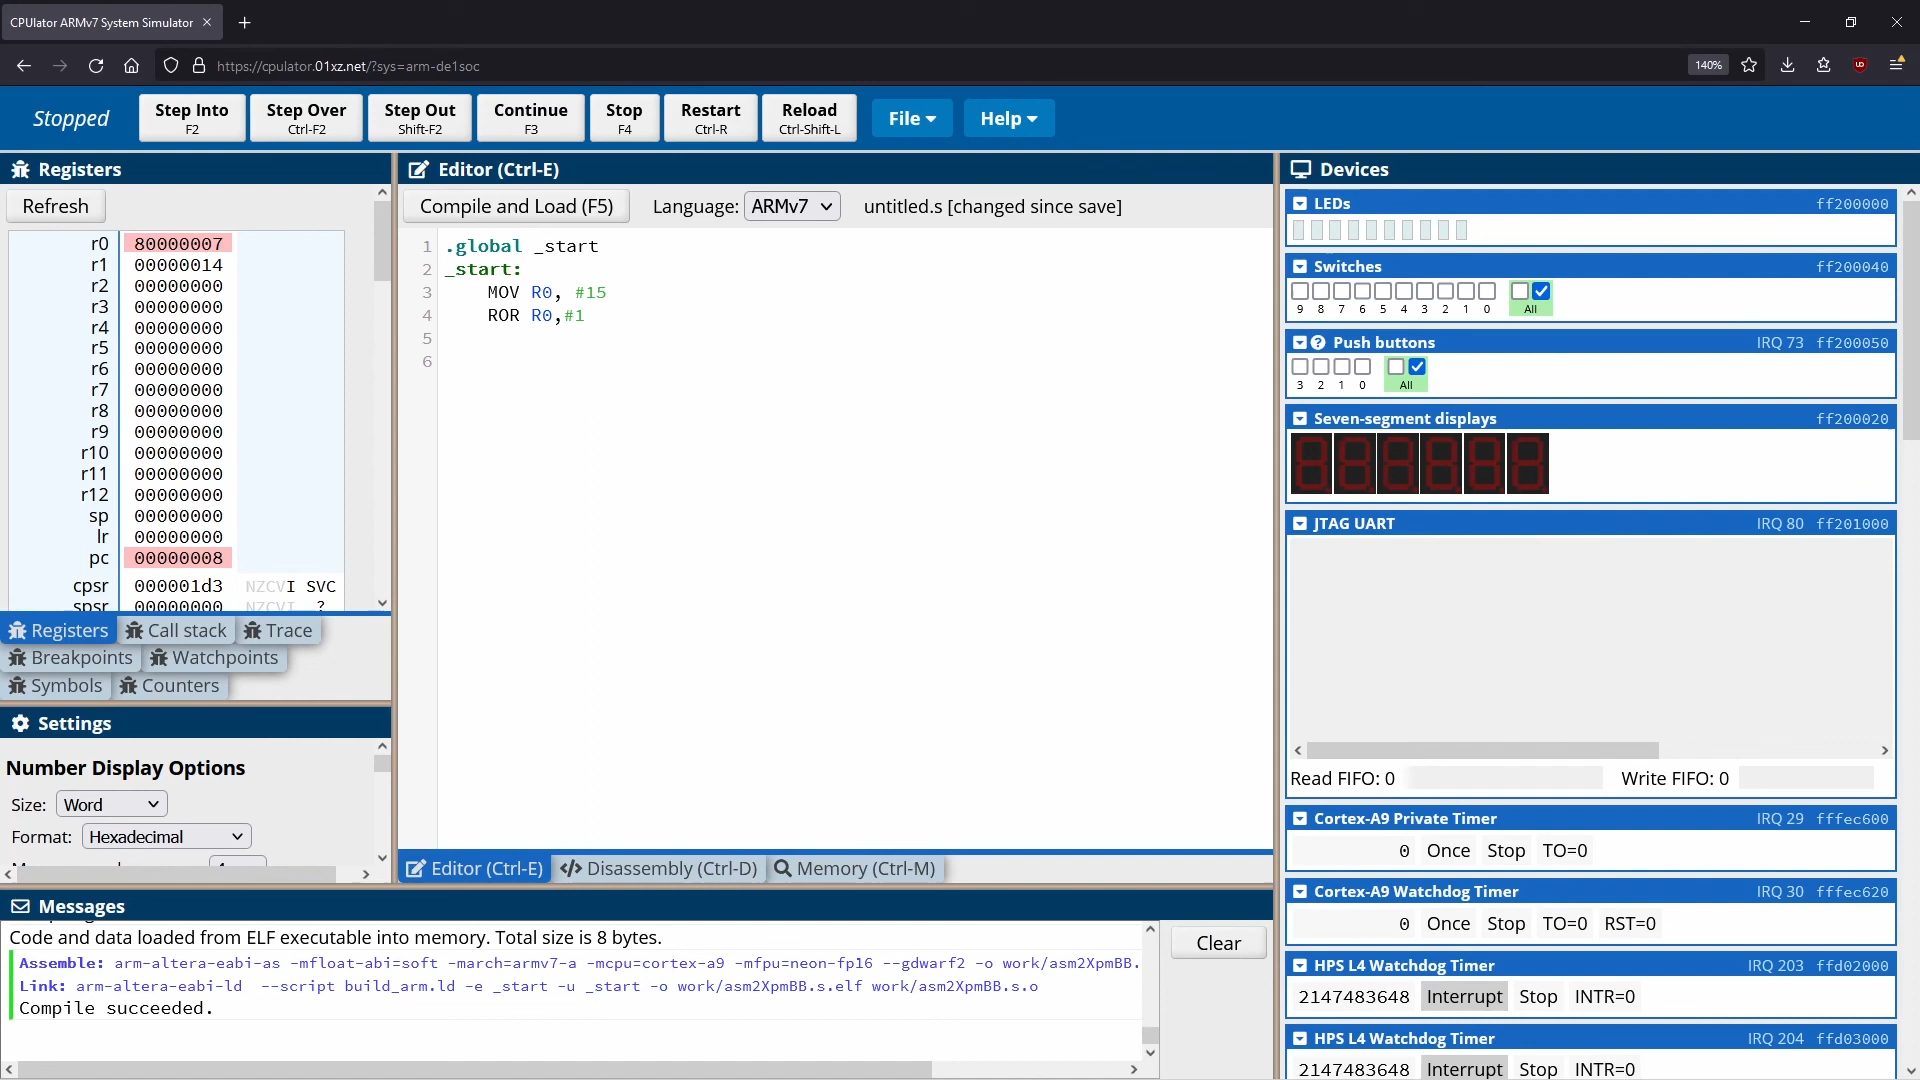 CPUlator ARMv7 System Simulator
https://cpulator.01xz.net/?sys=arm-de1soc
140%
Stopped
Step Into
F2
Step Over
Ctrl-F2
Step Out
Shift-F2
Continue
F3
Stop
F4
Restart
Ctrl-R
Reload
Ctrl-Shift-L
File
Help
Registers
Refresh
r0 80000007
r1 00000014
r2 00000000
r3 00000000
r4 00000000
r5 00000000
r6 00000000
r7 00000000
r8 00000000
r9 00000000
r10 00000000
r11 00000000
r12 00000000
sp 00000000
lr 00000000
pc 00000008
cpsr 000001d3 NZCVI SVC
spsr 00000000 NZCVI ?
Registers
Call stack
Trace
Breakpoints
Watchpoints
Symbols
Counters
Settings
Number Display Options
Size: Word
Format: Hexadecimal
Editor (Ctrl-E)
Compile and Load (F5)
Language: ARMv7
untitled.s [changed since save]
1 .global _start
2 _start:
3 MOV R0, #15
4 ROR R0,#1
5
6
Editor (Ctrl-E)
Disassembly (Ctrl-D)
Memory (Ctrl-M)
Messages
Code and data loaded from ELF executable into memory. Total size is 8 bytes.
Assemble: arm-altera-eabi-as -mfloat-abi=soft -march=armv7-a -mcpu=cortex-a9 -mfpu=neon-fp16 --gdwarf2 -o work/asm2XpmBB.
Link: arm-altera-eabi-ld --script build_arm.ld -e _start -u _start -o work/asm2XpmBB.s.elf work/asm2XpmBB.s.o
Compile succeeded.
Clear
Devices
LEDs ff200000
Switches ff200040
9 8 7 6 5 4 3 2 1 0 All
Push buttons IRQ 73 ff200050
3 2 1 0 All
Seven-segment displays ff200020
JTAG UART IRQ 80 ff201000
Read FIFO: 0
Write FIFO: 0
Cortex-A9 Private Timer IRQ 29 fffec600
0 Once Stop TO=0
Cortex-A9 Watchdog Timer IRQ 30 fffec620
0 Once Stop TO=0 RST=0
HPS L4 Watchdog Timer IRQ 203 ffd02000
2147483648 Interrupt Stop INTR=0
HPS L4 Watchdog Timer IRQ 204 ffd03000
2147483648 Interrupt Stop INTR=0